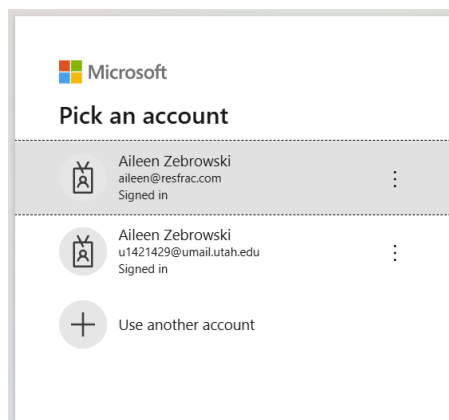 Microsoft
Pick an account
Aileen Zebrowski
aileen@resfrac.com
Signed in
Aileen Zebrowski
u1421429@umail.utah.edu
Signed in
Use another account